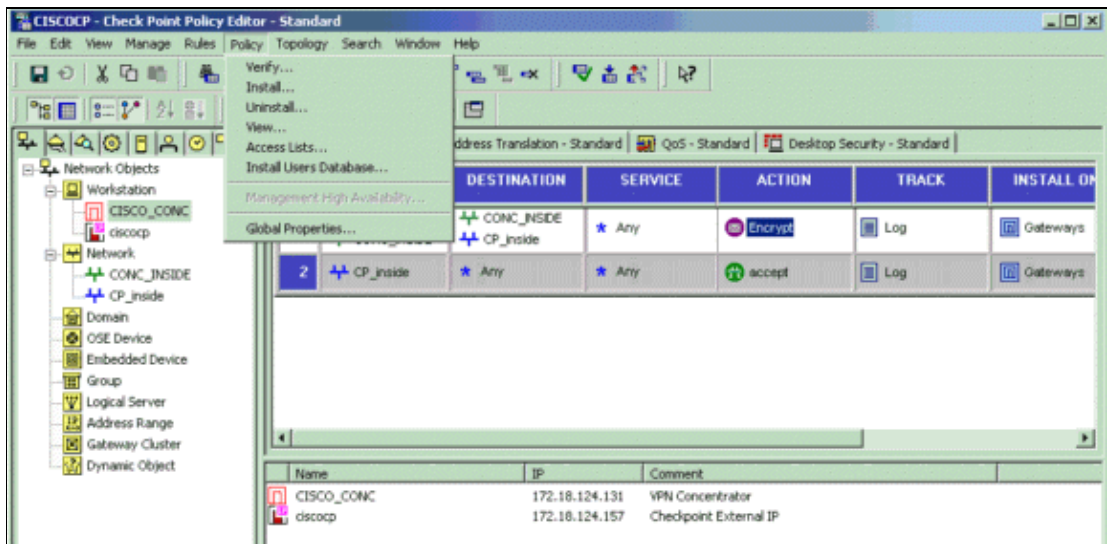 CISCOCP - Check Point Policy Editor - Standard
File Edit View Manage Rules Policy Topology Search Window Help
Verify...
Install...
Uninstall...
View...
Access Lists...
Install Users Database...
Management High Availability...
Global Properties...
ddress Translation - Standard QoS - Standard Desktop Security - Standard
Network Objects
Workstation
CISCO_CONC
ciscocp
Network
CONC_INSIDE
CP_inside
Domain
OSE Device
Embedded Device
Group
Logical Server
Address Range
Gateway Cluster
Dynamic Object
DESTINATION SERVICE ACTION TRACK INSTALL ON
CONC_INSIDE
CP_inside
Any Encrypt Log Gateways
2 CP_inside Any Any accept Log Gateways
Name IP Comment
CISCO_CONC 172.18.124.131 VPN Concentrator
ciscocp 172.18.124.157 Checkpoint External IP